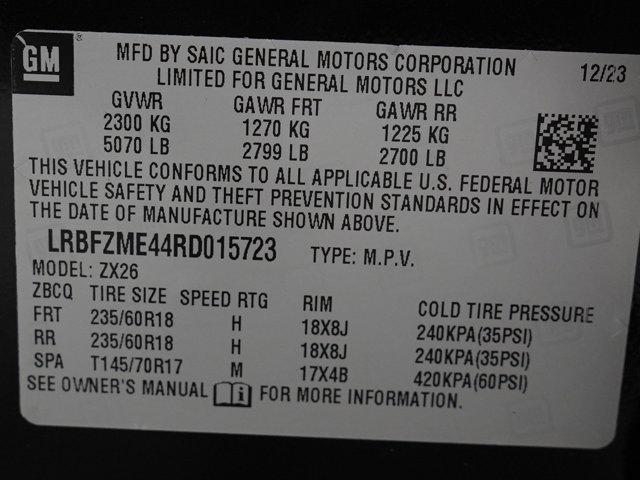 GM
MFD BY SAIC GENERAL MOTORS CORPORATION 12/23
LIMITED FOR GENERAL MOTORS LLC
GVWR GAWR FRT GAWR RR
2300 KG 1270 KG 1225 KG
5070 LB 2799 LB 2700 LB
THIS VEHICLE CONFORMS TO ALL APPLICABLE U.S. FEDERAL MOTOR
VEHICLE SAFETY AND THEFT PREVENTION STANDARDS IN EFFECT ON
THE DATE OF MANUFACTURE SHOWN ABOVE.
LRBFZME44RD015723 TYPE: M.P.V.
MODEL: ZX26
ZBCQ TIRE SIZE SPEED RTG RIM COLD TIRE PRESSURE
FRT 235/60R18 H 18X8J 240KPA(35PSI)
RR 235/60R18 H 18X8J 240KPA(35PSI)
SPA T145/70R17 M 17X4B 420KPA(60PSI)
SEE OWNER'S MANUAL FOR MORE INFORMATION.